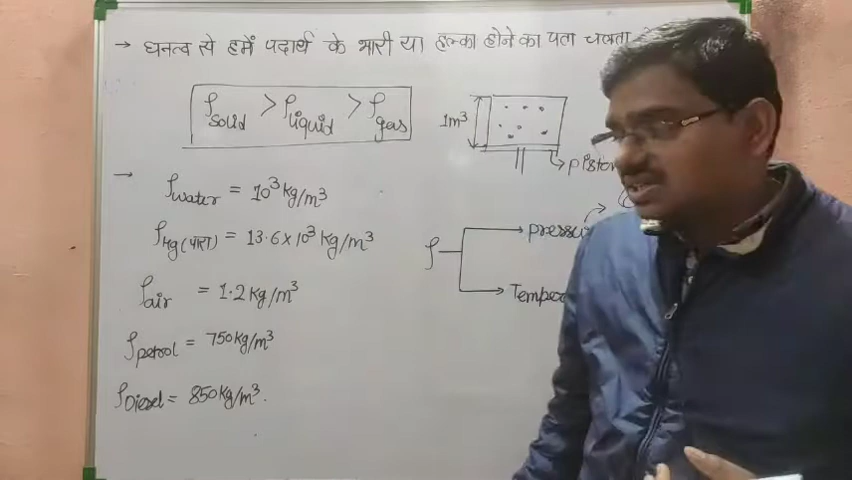 → घनत्व से हमें पदार्थ के भारी या हल्का होने का पता चलता
ρsolid > ρliquid > ρgas
1m³
piston
→ ρwater = 10³ kg/m³
ρHg(पारा) = 13.6 x 10³ kg/m³
ρair = 1.2 kg/m³
ρpetrol = 750 kg/m³
ρDiesel = 850 kg/m³.
ρ